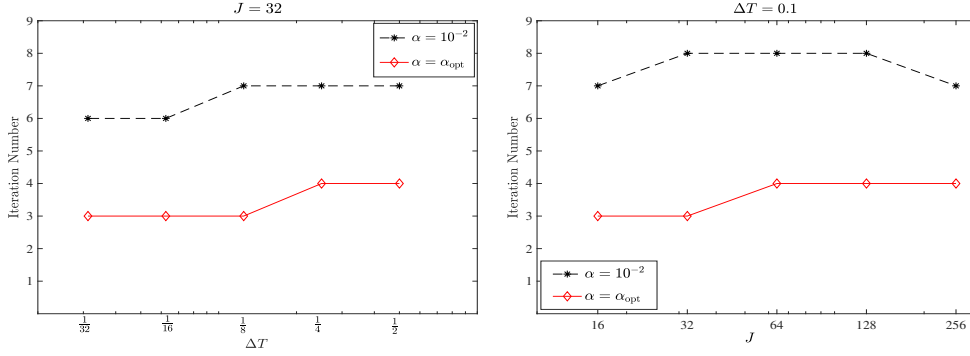 J = 32
9
8
7
6
5
4
3
2
1
Iteration Number
α = 10⁻²
α = α_opt
1/32
1/16
1/8
1/4
1/2
ΔT
ΔT = 0.1
9
8
7
6
5
4
3
2
1
Iteration Number
α = 10⁻²
α = α_opt
16
32
64
128
256
J